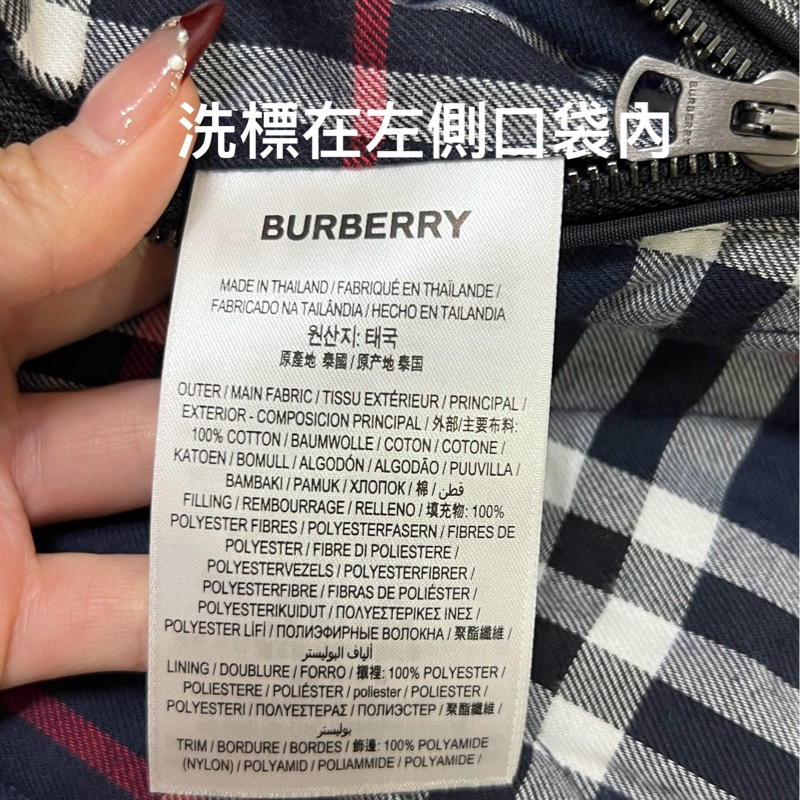 洗標在左側口袋內
BURBERRY
BURBERRY
MADE IN THAILAND / FABRIQUÉ EN THAÏLANDE /
FABRICADO NA TAILÂNDIA / HECHO EN TAILANDIA
원산지: 태국
原產地 泰國 / 原产地 泰国
OUTER / MAIN FABRIC / TISSU EXTÉRIEUR / PRINCIPAL /
EXTERIOR - COMPOSICION PRINCIPAL / 外部/主要布料:
100% COTTON / BAUMWOLLE / COTON / COTONE /
KATOEN / BOMULL / ALGODÓN / ALGODÃO / PUUVILLA /
BAMBAKI / PAMUK / ХЛОПОК / 棉 / قطن
FILLING / REMBOURRAGE / RELLENO / 填充物: 100%
POLYESTER FIBRES / POLYESTERFASERN / FIBRES DE
POLYESTER / FIBRE DI POLIESTERE /
POLYESTERVEZELS / POLYESTERFIBRER /
POLYESTERFIBRE / FIBRAS DE POLIÉSTER /
POLYESTERIKUIDUT / ΠΟΛΥΕΣΤΕΡΙΚΕΣ ΙΝΕΣ /
POLYESTER LİFİ / ПОЛИЭФИРНЫЕ ВОЛОКНА / 聚酯纖維 /
ألياف البوليستر
LINING / DOUBLURE / FORRO / 襯裡: 100% POLYESTER /
POLIESTERE / POLIÉSTER / poliester / POLIESTER /
POLYESTERI / ΠΟΛΥΕΣΤΕΡΑΣ / ПОЛИЭСТЕР / 聚酯纖維 /
بوليستر
TRIM / BORDURE / BORDES / 飾邊: 100% POLYAMIDE
(NYLON) / POLYAMID / POLIAMMIDE / POLYAMIDE /